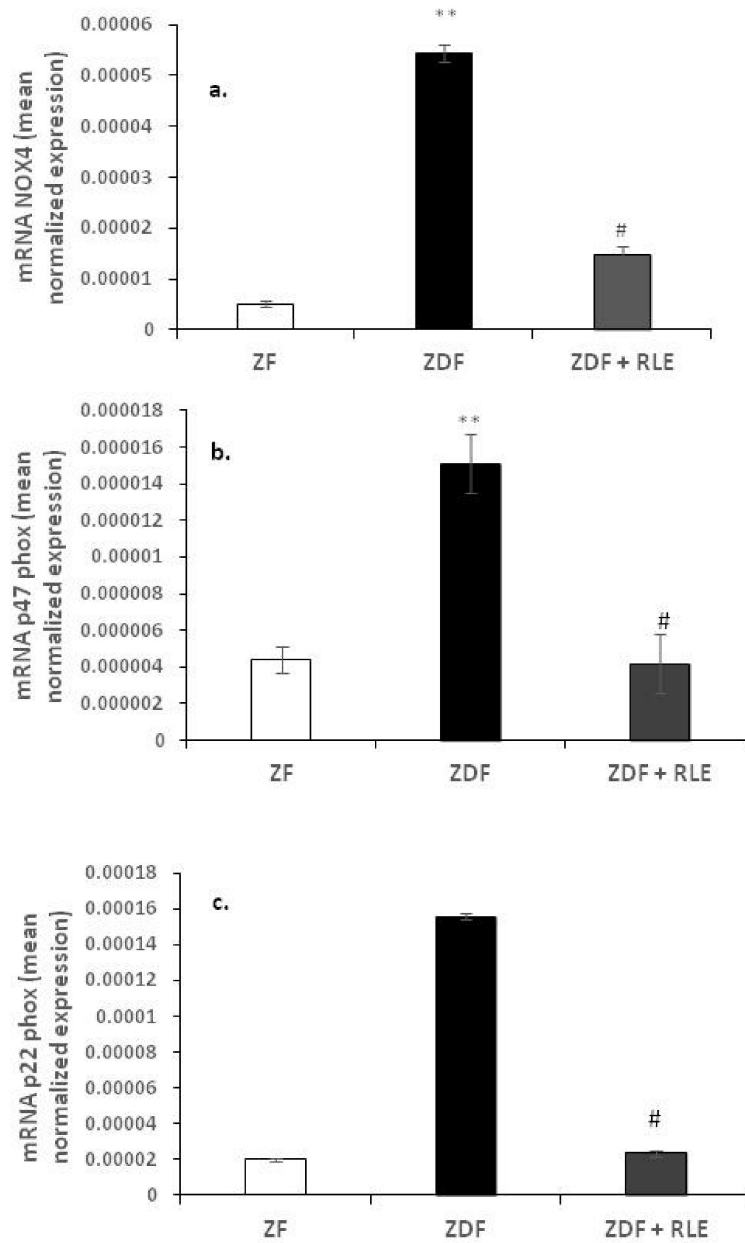 mRNA NOX4 (mean
normalized expression)
0.00006
0.00005
0.00004
0.00003
0.00002
0.00001
0
a.
**
#
ZF
ZDF
ZDF + RLE
mRNA p47 phox (mean
normalized expression)
0.000018
0.000016
0.000014
0.000012
0.00001
0.000008
0.000006
0.000004
0.000002
0
b.
**
#
ZF
ZDF
ZDF + RLE
mRNA p22 phox (mean
normalized expression)
0.00018
0.00016
0.00014
0.00012
0.0001
0.00008
0.00006
0.00004
0.00002
0
c.
#
ZF
ZDF
ZDF + RLE